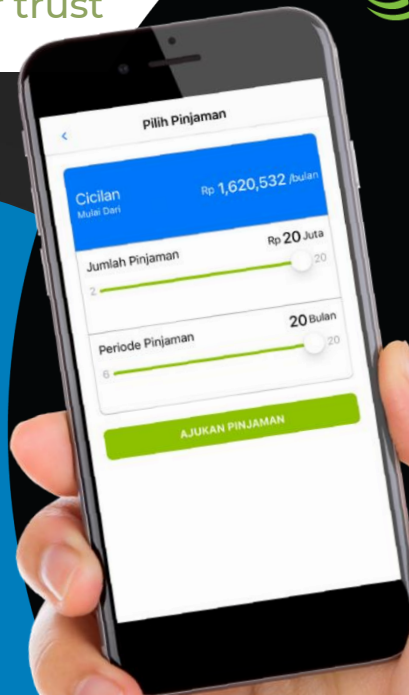 trust
Pilih Pinjaman
Cicilan
Mulai Dari
Rp 1,620,532 /bulan
Jumlah Pinjaman
Rp 20 Juta
2
20
Periode Pinjaman
20 Bulan
6
20
AJUKAN PINJAMAN